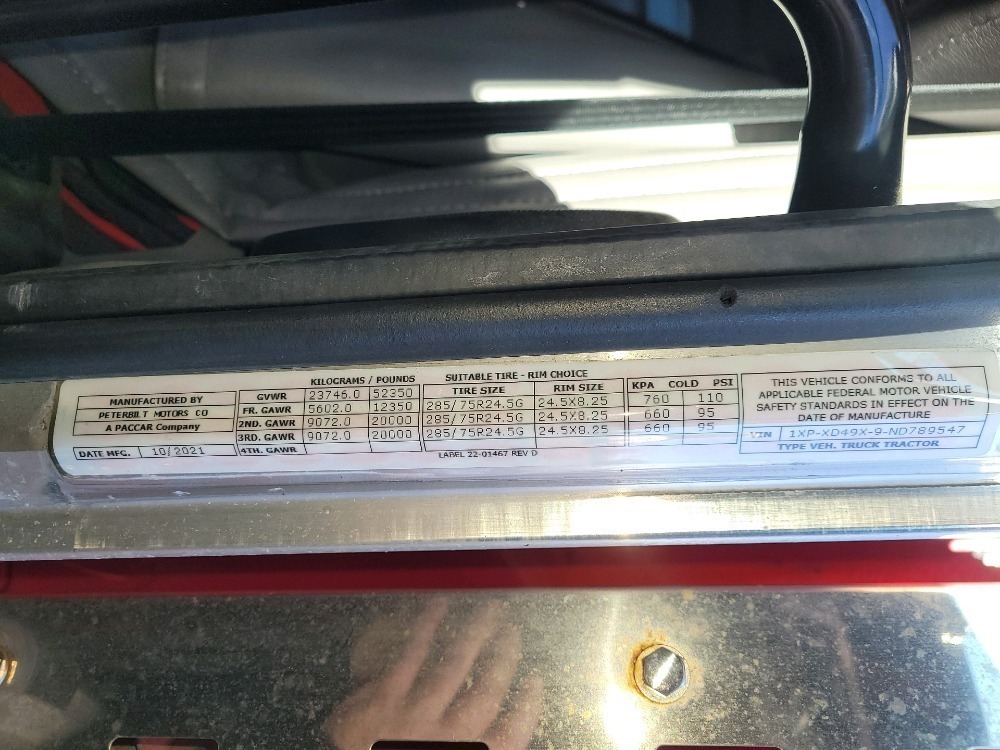 KILOGRAMS / POUNDS SUITABLE TIRE - RIM CHOICE
MANUFACTURED BY
PETERBILT MOTORS CO
A PACCAR Company
DATE MFG. 10/2021
GVWR 23746.0 52350
FR. GAWR 5602.0 12350
2ND. GAWR 9072.0 20000
3RD. GAWR 9072.0 20000
4TH. GAWR
TIRE SIZE RIM SIZE
285/75R24.5G 24.5X8.25
285/75R24.5G 24.5X8.25
285/75R24.5G 24.5X8.25
KPA COLD PSI
760 110
660 95
660 95
LABEL 22-01467 REV D
THIS VEHICLE CONFORMS TO ALL
APPLICABLE FEDERAL MOTOR VEHICLE
SAFETY STANDARDS IN EFFECT ON THE
DATE OF MANUFACTURE
VIN 1XP-XD49X-9-ND789547
TYPE VEH. TRUCK TRACTOR